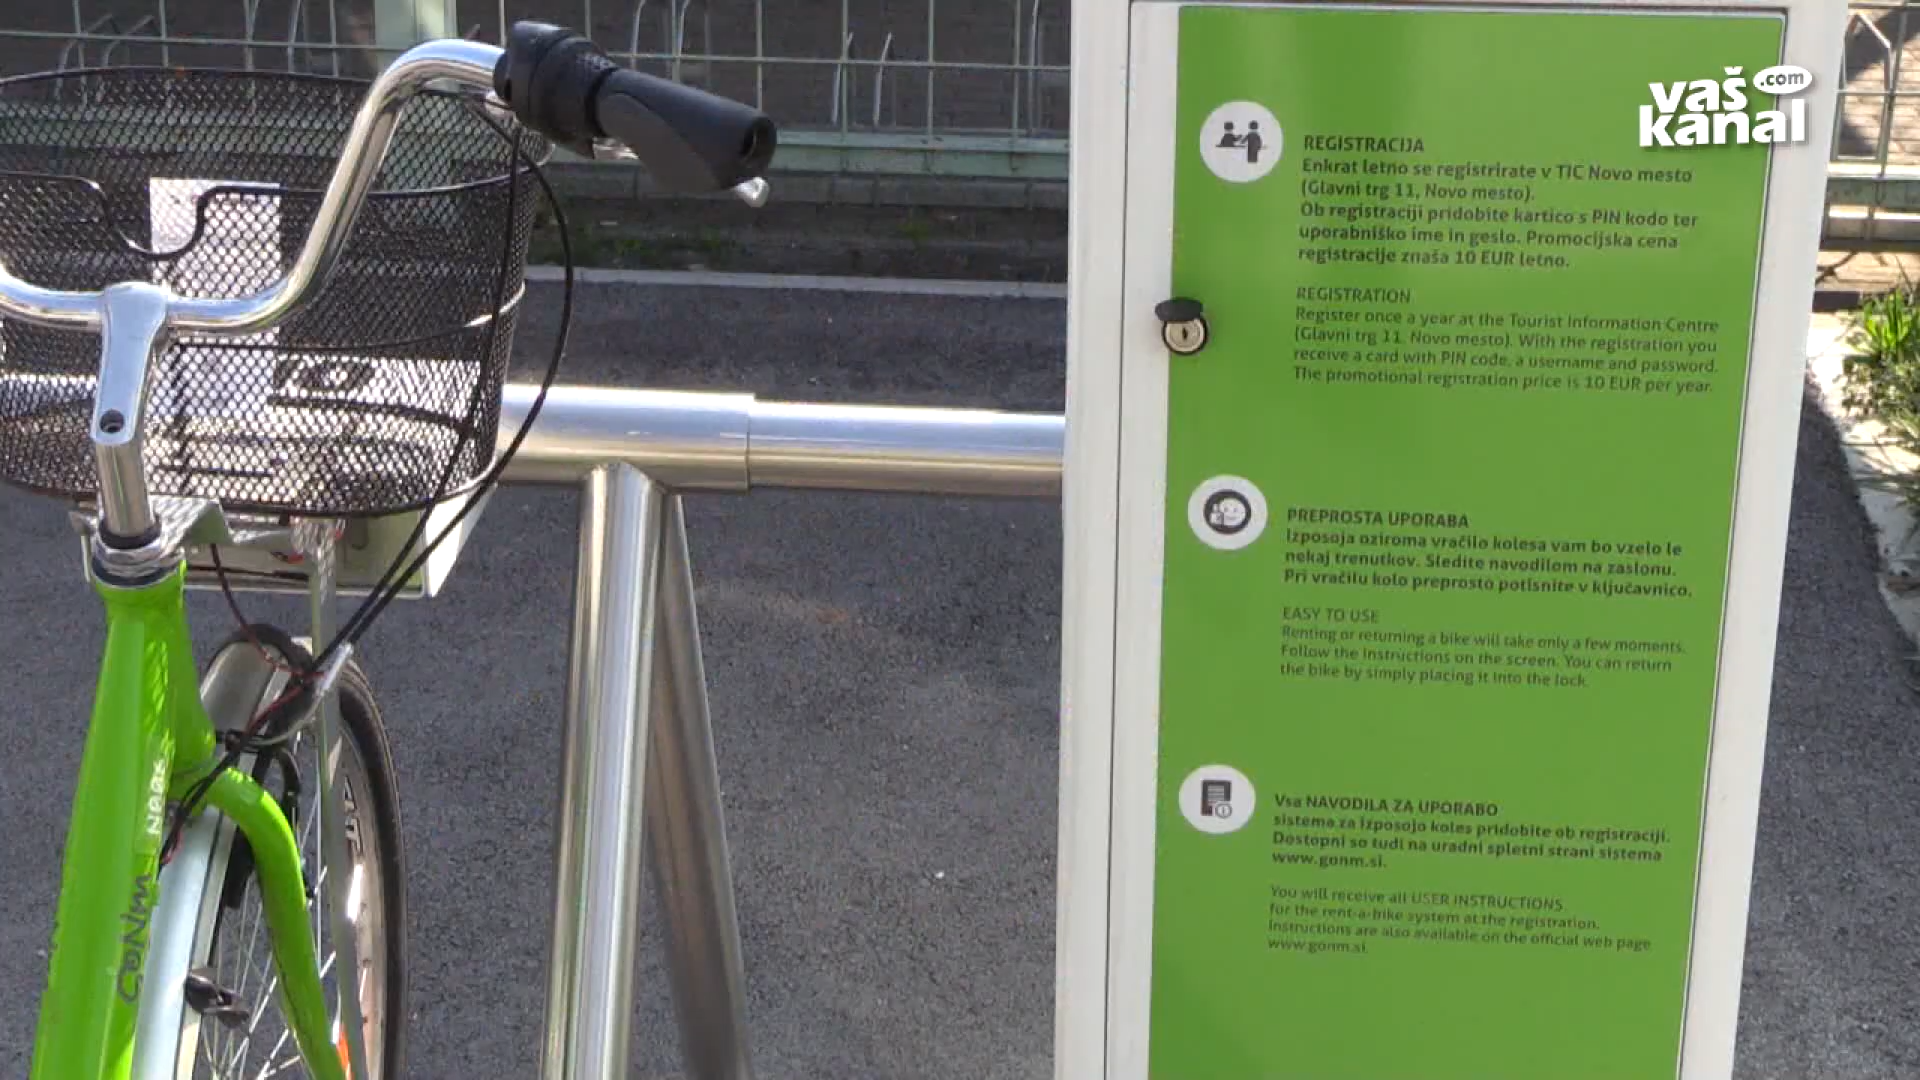 vaš .com
kanal
REGISTRACIJA
Enkrat letno se registrirate v TIC Novo mesto
(Glavni trg 11, Novo mesto).
Ob registraciji pridobite kartico s PIN kodo ter
uporabniško ime in geslo. Promocijska cena
registracije znaša 10 EUR letno.
REGISTRATION
Register once a year at the Tourist Information Centre
(Glavni trg 11, Novo mesto). With the registration you
receive a card with PIN code, a username and password.
The promotional registration price is 10 EUR per year.
PREPROSTA UPORABA
Izposoja oziroma vračilo kolesa vam bo vzelo le
nekaj trenutkov. Sledite navodilom na zaslonu.
Pri vračilu kolo preprosto potisnite v ključavnico.
EASY TO USE
Renting or returning a bike will take only a few moments.
Follow the instructions on the screen. You can return
the bike by simply placing it into the lock.
Vsa NAVODILA ZA UPORABO
sistema za izposojo koles pridobite ob registraciji.
Dostopni so tudi na uradni spletni strani sistema
www.gonm.si.
You will receive all USER INSTRUCTIONS
for the rent-a-bike system at the registration.
Instructions are also available on the official web page
www.gonm.si.
GONM